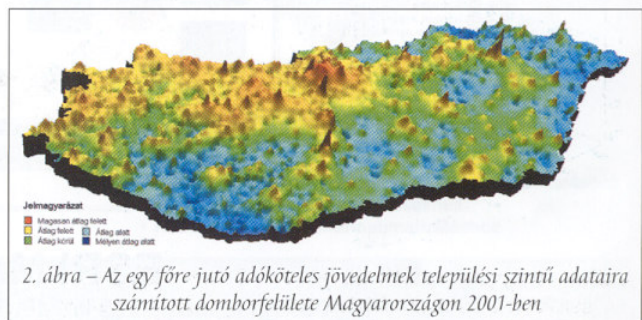 Jelmagyarázat
Magasan átlag felett
Átlag felett
Átlag körül
Átlag alatt
Mélyen átlag alatt
2. ábra – Az egy főre jutó adóköteles jövedelmek települési szintű adataira
számított domborfelülete Magyarországon 2001-ben